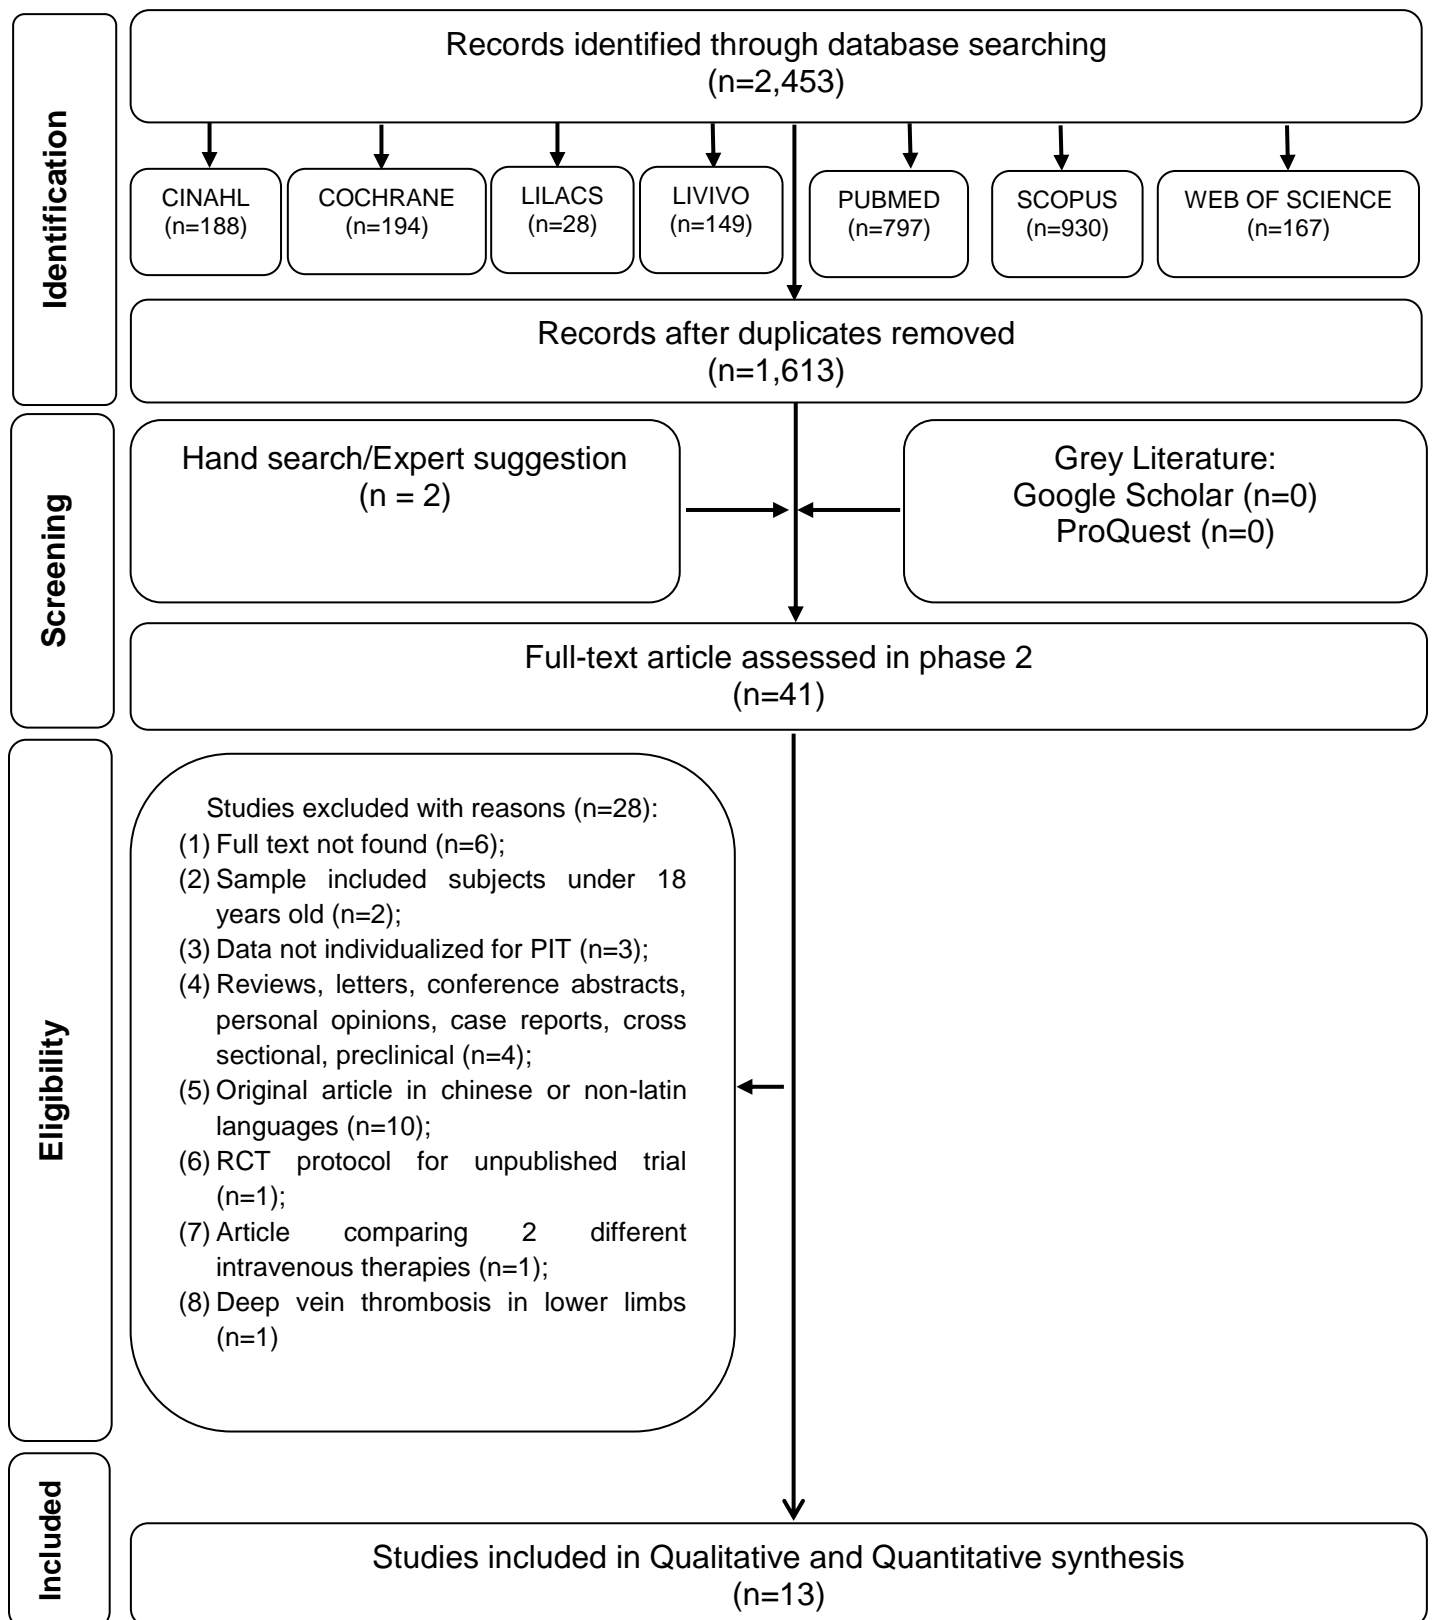 Identification
Records identified through database searching
(n=2,453)
CINAHL
(n=188)
COCHRANE
(n=194)
LILACS
(n=28)
LIVIVO
(n=149)
PUBMED
(n=797)
SCOPUS
(n=930)
WEB OF SCIENCE
(n=167)
Records after duplicates removed
(n=1,613)
Screening
Hand search/Expert suggestion
(n = 2)
Grey Literature:
Google Scholar (n=0)
ProQuest (n=0)
Full-text article assessed in phase 2
(n=41)
Eligibility
Studies excluded with reasons (n=28):
(1) Full text not found (n=6);
(2) Sample included subjects under 18
years old (n=2);
(3) Data not individualized for PIT (n=3);
(4) Reviews, letters, conference abstracts,
personal opinions, case reports, cross
sectional, preclinical (n=4);
(5) Original article in chinese or non-latin
languages (n=10);
(6) RCT protocol for unpublished trial
(n=1);
(7) Article comparing 2 different
intravenous therapies (n=1);
(8) Deep vein thrombosis in lower limbs
(n=1)
Included
Studies included in Qualitative and Quantitative synthesis
(n=13)